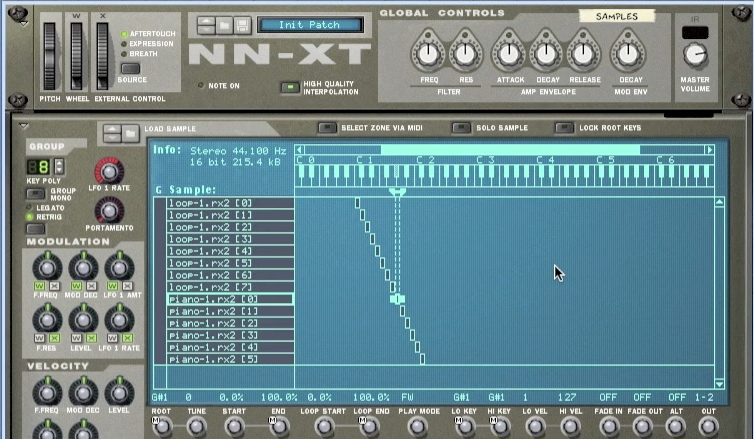 W X
AFTERTOUCH
EXPRESSION
BREATH
SOURCE
PITCH WHEEL EXTERNAL CONTROL
Init Patch
NN-XT
NOTE ON
HIGH QUALITY
INTERPOLATION
GLOBAL CONTROLS
SAMPLES
FREQ RES ATTACK DECAY RELEASE DECAY
FILTER AMP ENVELOPE MOD ENV
MASTER
VOLUME
LOAD SAMPLE
SELECT ZONE VIA MIDI SOLO SAMPLE LOCK ROOT KEYS
GROUP
8
KEY POLY
GROUP
MONO
LEGATO
RETRIG
LFO 1 RATE
PORTAMENTO
MODULATION
W X W X W X
F.FREQ MOD DEC LFO 1 AMT
W X W X W X
F.RES LEVEL LFO 1 RATE
VELOCITY
F.FREQ MOD DEC LEVEL
Info: Stereo 44,100 Hz
16 bit 215.4 kB
C 0 C 1 C 2 C 3 C 4 C 5 C 6
G Sample:
loop-1.rx2 [0]
loop-1.rx2 [1]
loop-1.rx2 [2]
loop-1.rx2 [3]
loop-1.rx2 [4]
loop-1.rx2 [5]
loop-1.rx2 [6]
loop-1.rx2 [7]
piano-1.rx2 [0]
piano-1.rx2 [1]
piano-1.rx2 [2]
piano-1.rx2 [3]
piano-1.rx2 [4]
piano-1.rx2 [5]
G#1 0 0.0% 100.0% 0.0% 100.0% FW G#1 G#1 1 127 OFF OFF OFF 1-2
ROOT TUNE START END LOOP START LOOP END PLAY MODE LO KEY HI KEY LO VEL HI VEL FADE IN FADE OUT ALT OUT
M M M M M